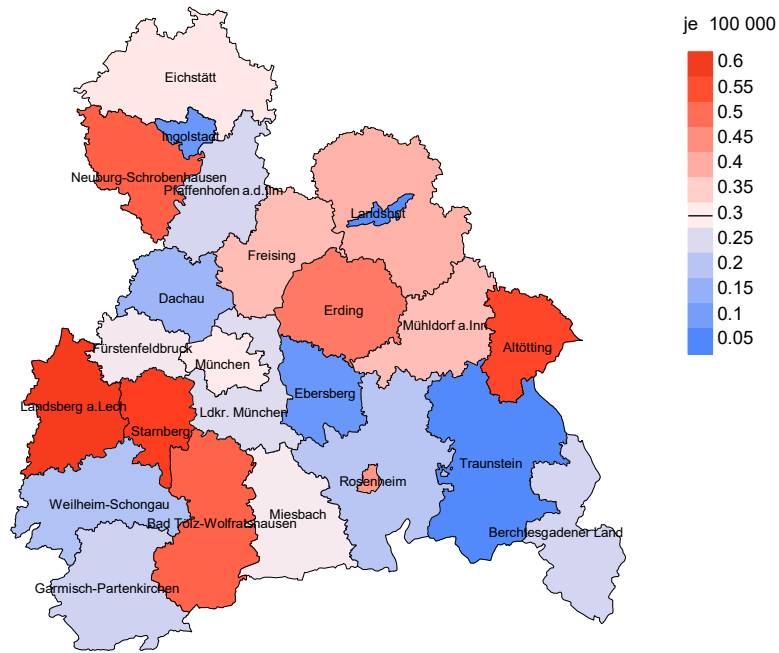 je 100 000
0.6
0.55
0.5
0.45
0.4
0.35
0.3
0.25
0.2
0.15
0.1
0.05
Eichstätt
Ingolstadt
Neuburg-Schrobenhausen
Pfaffenhofen a.d.Ilm
Landshut
Freising
Dachau
Erding
Mühldorf a.Inn
Altötting
Fürstenfeldbruck
München
Ebersberg
Landsberg a.Lech
Ldkr. München
Starnberg
Traunstein
Rosenheim
Weilheim-Schongau
Miesbach
Bad Tölz-Wolfratshausen
Berchtesgadener Land
Garmisch-Partenkirchen